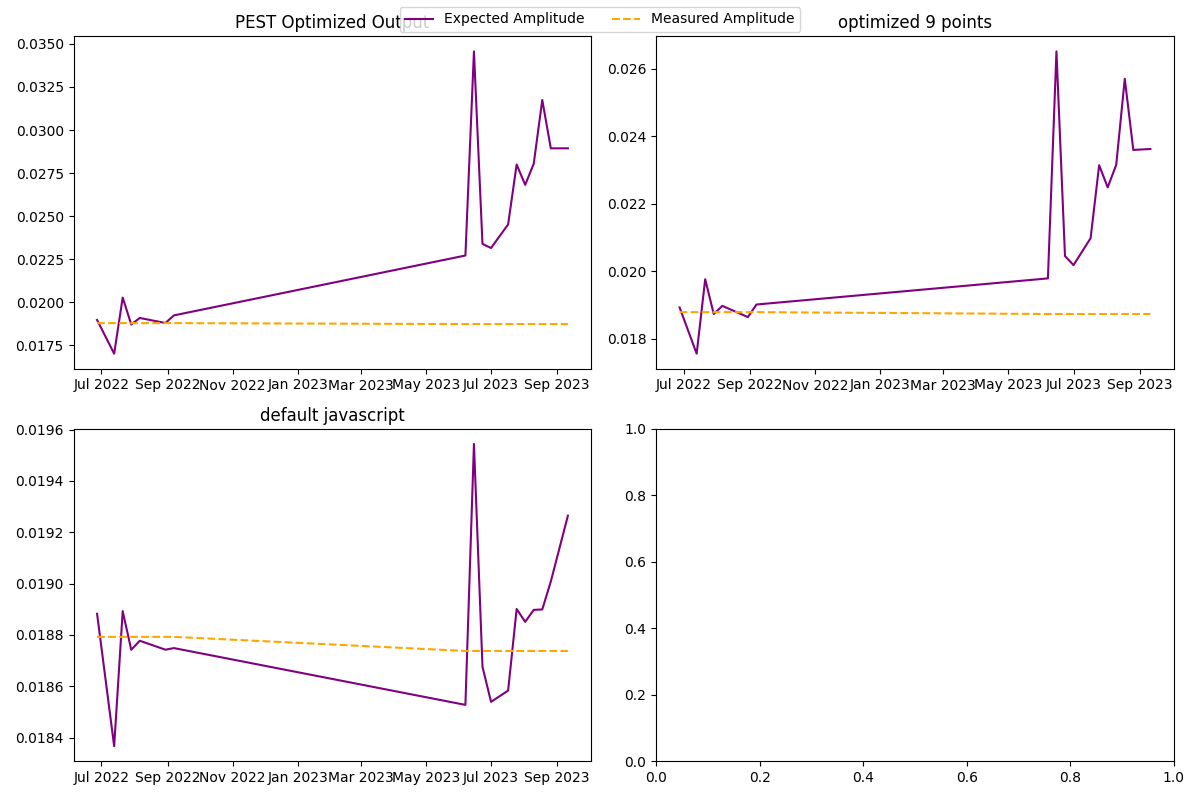 PEST Optimized Output
Expected Amplitude
Measured Amplitude
optimized 9 points
0.0350
0.0325
0.0300
0.0275
0.0250
0.0225
0.0200
0.0175
Jul 2022 Sep 2022 Nov 2022 Jan 2023 Mar 2023 May 2023 Jul 2023 Sep 2023
0.026
0.024
0.022
0.020
0.018
Jul 2022 Sep 2022 Nov 2022 Jan 2023 Mar 2023 May 2023 Jul 2023 Sep 2023
default javascript
0.0196
0.0194
0.0192
0.0190
0.0188
0.0186
0.0184
Jul 2022 Sep 2022 Nov 2022 Jan 2023 Mar 2023 May 2023 Jul 2023 Sep 2023
1.0
0.8
0.6
0.4
0.2
0.0
0.0 0.2 0.4 0.6 0.8 1.0